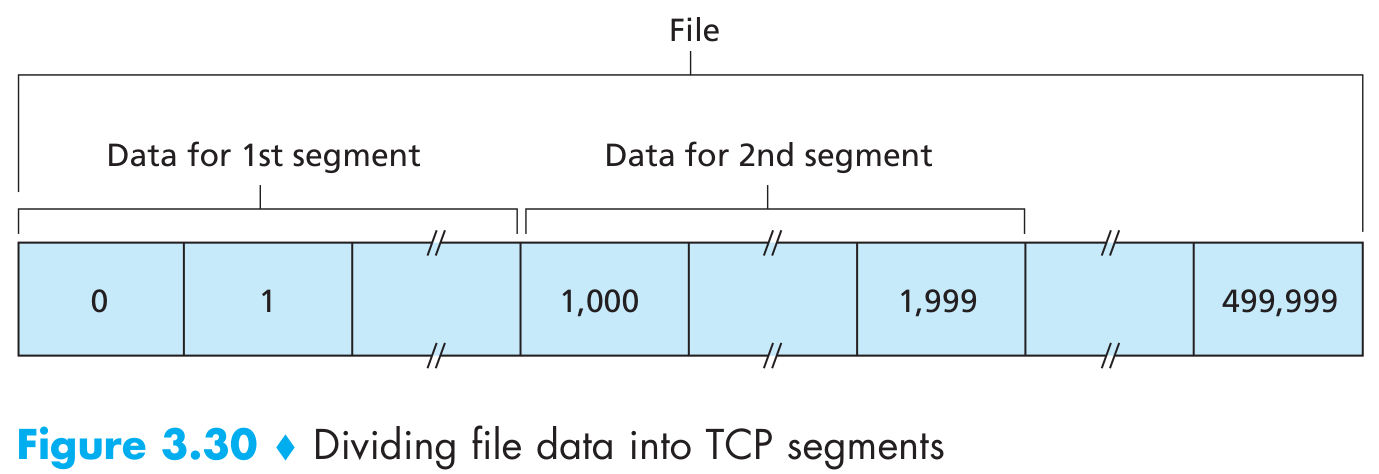 File
Data for 1st segment Data for 2nd segment
0 1 1,000 1,999 499,999
Figure 3.30 ♦ Dividing file data into TCP segments